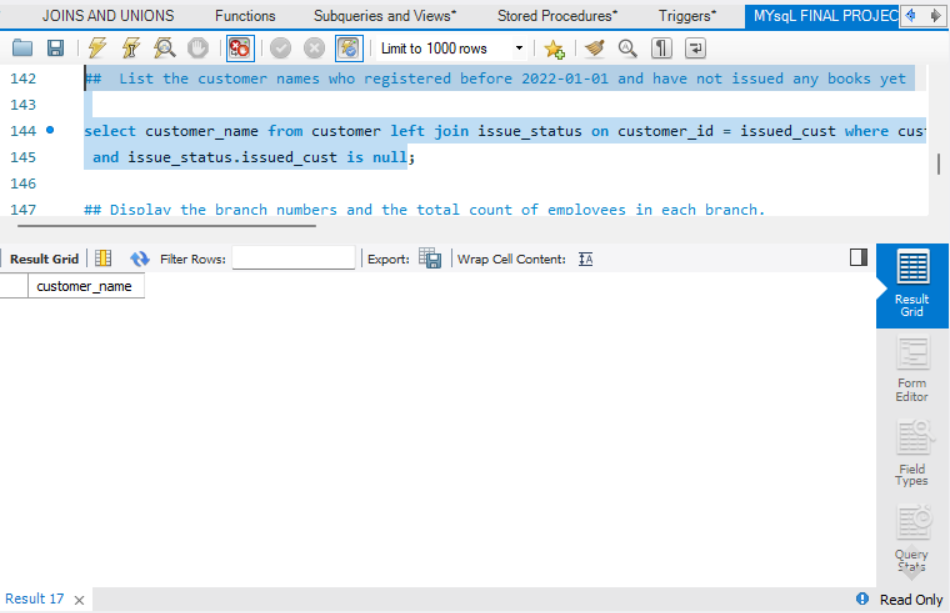 JOINS AND UNIONS Functions Subqueries and Views* Stored Procedures* Triggers* MYsqL FINAL PROJEC
Limit to 1000 rows
142 ## List the customer names who registered before 2022-01-01 and have not issued any books yet
143
144 select customer_name from customer left join issue_status on customer_id = issued_cust where cus
145 and issue_status.issued_cust is null;
146
147 ## Display the branch numbers and the total count of employees in each branch.
Result Grid Filter Rows: Export: Wrap Cell Content: IA
customer_name
Result
Grid
Form
Editor
Field
Types
Query
Stats
Result 17 Read Only